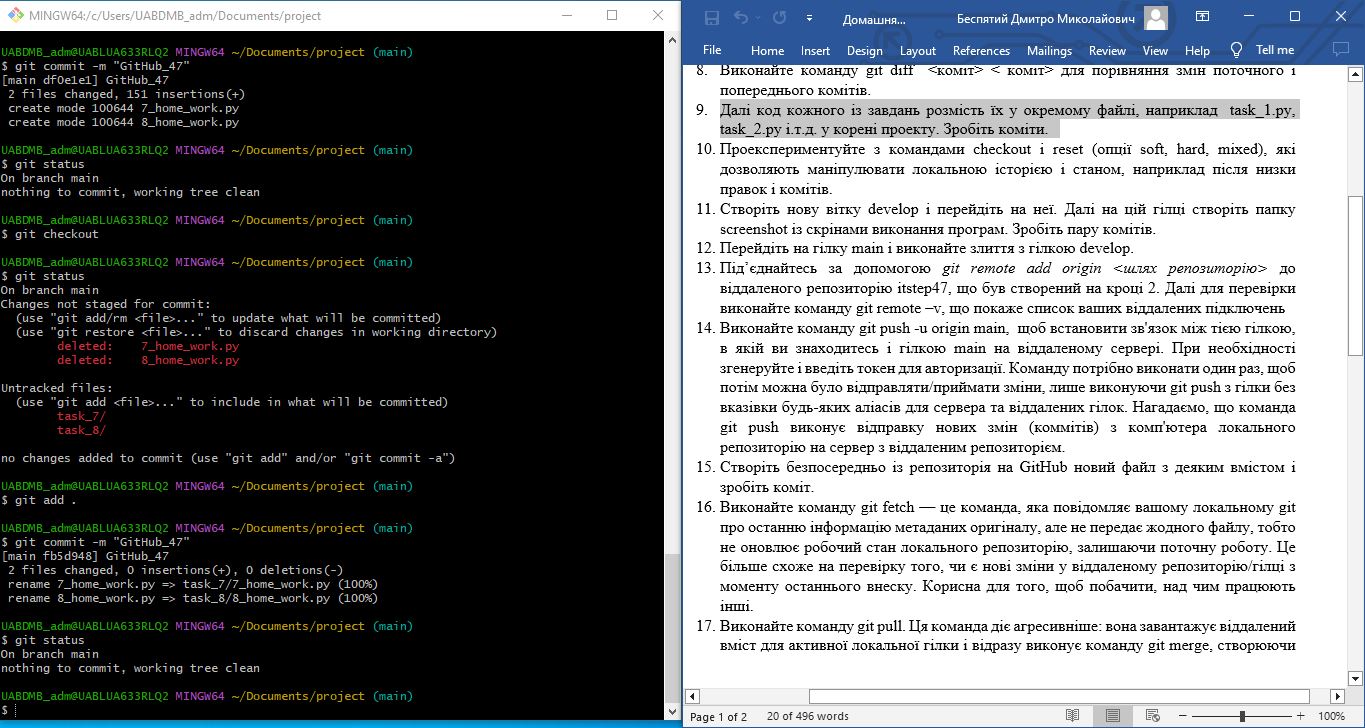 MINGW64:/c/Users/UABDMB_adm/Documents/project
UABDMB_adm@UABLUA633RLQ2 MINGW64 ~/Documents/project (main)
$ git commit -m "GitHub_47"
[main df0e1e1] GitHub_47
 2 files changed, 151 insertions(+)
 create mode 100644 7_home_work.py
 create mode 100644 8_home_work.py
UABDMB_adm@UABLUA633RLQ2 MINGW64 ~/Documents/project (main)
$ git status
On branch main
nothing to commit, working tree clean
UABDMB_adm@UABLUA633RLQ2 MINGW64 ~/Documents/project (main)
$ git checkout
UABDMB_adm@UABLUA633RLQ2 MINGW64 ~/Documents/project (main)
$ git status
On branch main
Changes not staged for commit:
  (use "git add/rm <file>..." to update what will be committed)
  (use "git restore <file>..." to discard changes in working directory)
        deleted:    7_home_work.py
        deleted:    8_home_work.py
Untracked files:
  (use "git add <file>..." to include in what will be committed)
        task_7/
        task_8/
no changes added to commit (use "git add" and/or "git commit -a")
UABDMB_adm@UABLUA633RLQ2 MINGW64 ~/Documents/project (main)
$ git add .
UABDMB_adm@UABLUA633RLQ2 MINGW64 ~/Documents/project (main)
$ git commit -m "GitHub_47"
[main fb5d948] GitHub_47
 2 files changed, 0 insertions(+), 0 deletions(-)
 rename 7_home_work.py => task_7/7_home_work.py (100%)
 rename 8_home_work.py => task_8/8_home_work.py (100%)
UABDMB_adm@UABLUA633RLQ2 MINGW64 ~/Documents/project (main)
$ git status
On branch main
nothing to commit, working tree clean
UABDMB_adm@UABLUA633RLQ2 MINGW64 ~/Documents/project (main)
$
Домашня... Беспятий Дмитро Миколайович
File Home Insert Design Layout References Mailings Review View Help Tell me
8. Виконайте команду git diff <коміт> < коміт> для порівняння змін поточного і
попереднього комітів.
9. Далі код кожного із завдань розмість їх у окремому файлі, наприклад task_1.py,
task_2.py і.т.д. у корені проекту. Зробіть коміти.
10. Проекспериментуйте з командами checkout і reset (опції soft, hard, mixed), які
дозволяють маніпулювати локальною історією і станом, наприклад після низки
правок і комітів.
11. Створіть нову вітку develop і перейдіть на неї. Далі на цій гілці створіть папку
screenshot із скрінами виконання програм. Зробіть пару комітів.
12. Перейдіть на гілку main і виконайте злиття з гілкою develop.
13. Під’єднайтесь за допомогою git remote add origin <шлях репозиторію> до
віддаленого репозиторію itstep47, що був створений на кроці 2. Далі для перевірки
виконайте команду git remote –v, що покаже список ваших віддалених підключень
14. Виконайте команду git push -u origin main, щоб встановити зв'язок між тією гілкою,
в якій ви знаходитесь і гілкою main на віддаленому сервері. При необхідності
згенеруйте і введіть токен для авторизації. Команду потрібно виконати один раз, щоб
потім можна було відправляти/приймати зміни, лише виконуючи git push з гілки без
вказівки будь-яких аліасів для сервера та віддалених гілок. Нагадаємо, що команда
git push виконує відправку нових змін (коммітів) з комп'ютера локального
репозиторію на сервер з віддаленим репозиторієм.
15. Створіть безпосередньо із репозиторія на GitHub новий файл з деяким вмістом і
зробіть коміт.
16. Виконайте команду git fetch — це команда, яка повідомляє вашому локальному git
про останню інформацію метаданих оригіналу, але не передає жодного файлу, тобто
не оновлює робочий стан локального репозиторію, залишаючи поточну роботу. Це
більше схоже на перевірку того, чи є нові зміни у віддаленому репозиторію/гілці з
моменту останнього внеску. Корисна для того, щоб побачити, над чим працюють
інші.
17. Виконайте команду git pull. Ця команда діє агресивніше: вона завантажує віддалений
вміст для активної локальної гілки і відразу виконує команду git merge, створюючи
Page 1 of 2 20 of 496 words 100%